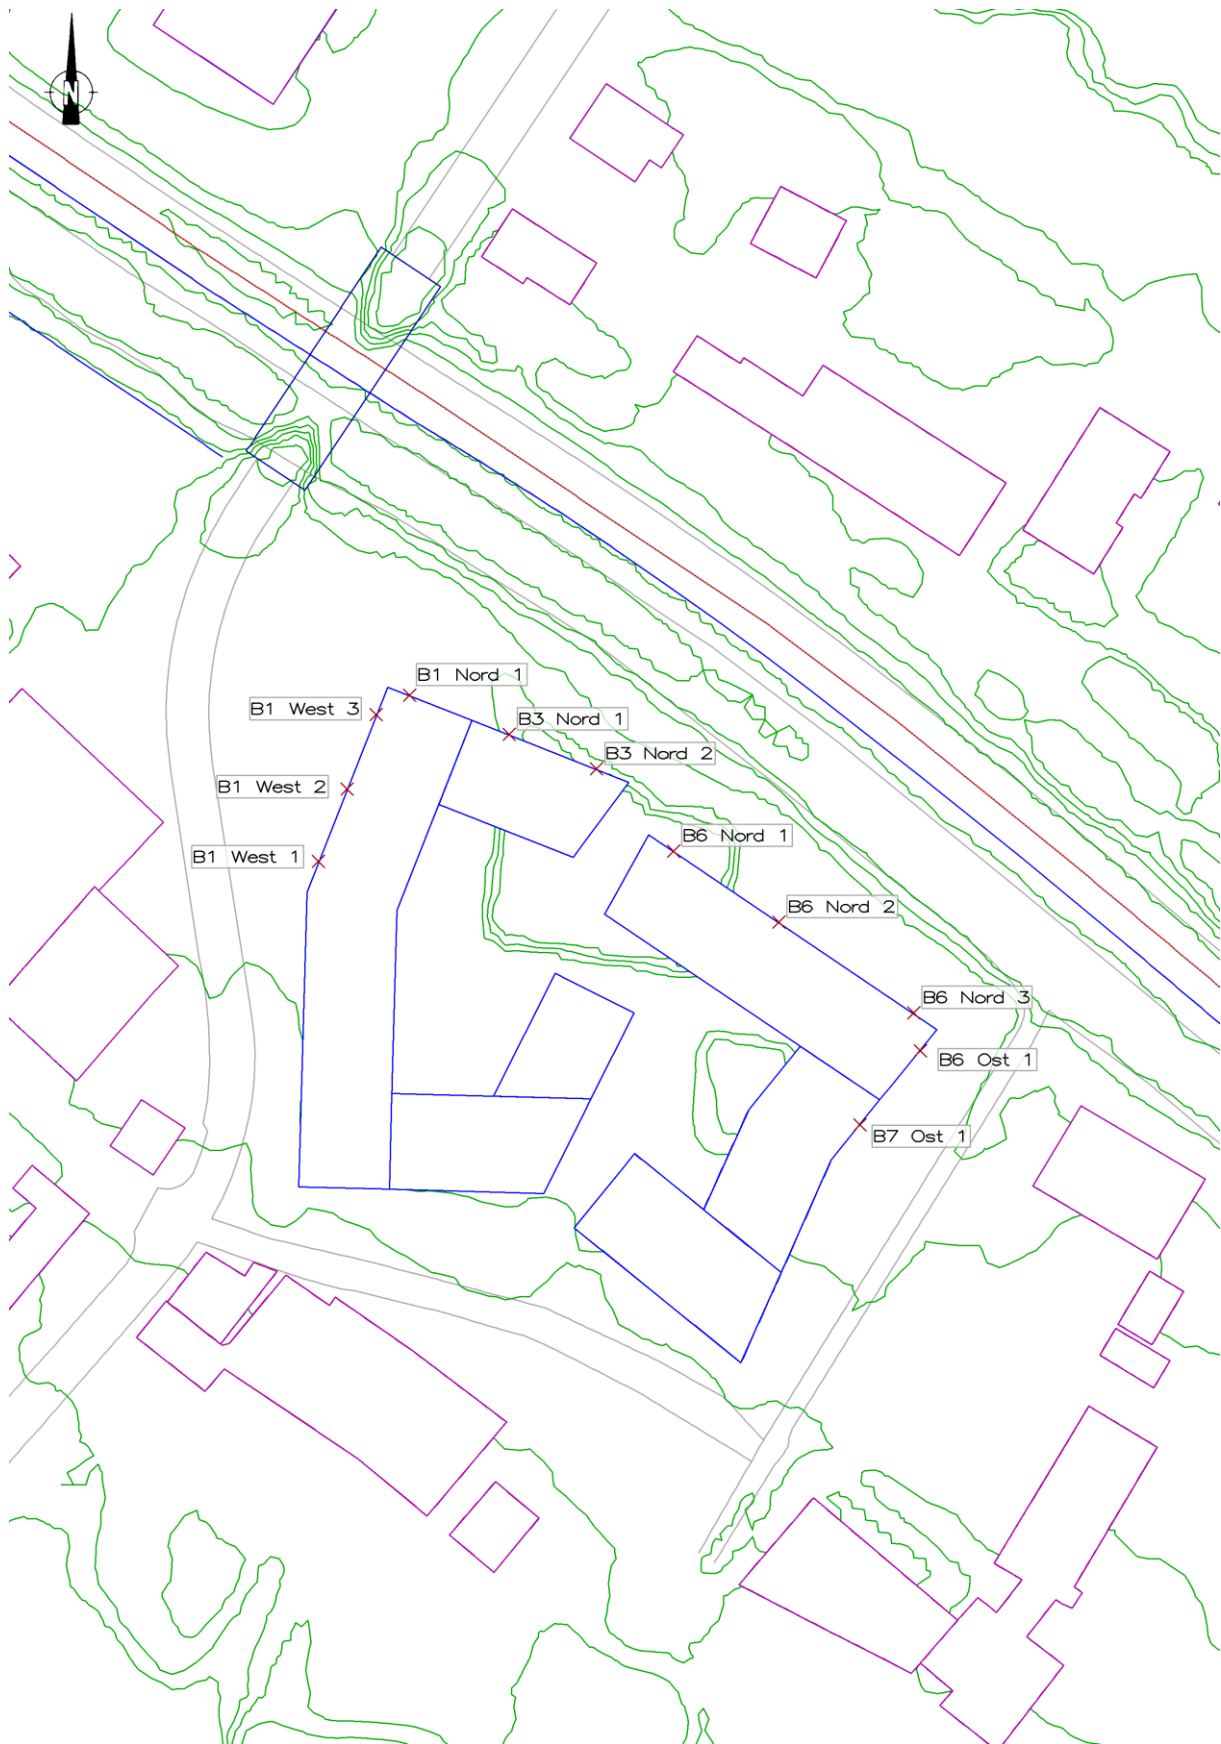 N
B1 Nord 1
B1 West 3
B3 Nord 1
B3 Nord 2
B1 West 2
B6 Nord 1
B1 West 1
B6 Nord 2
B6 Nord 3
B6 Ost 1
B7 Ost 1